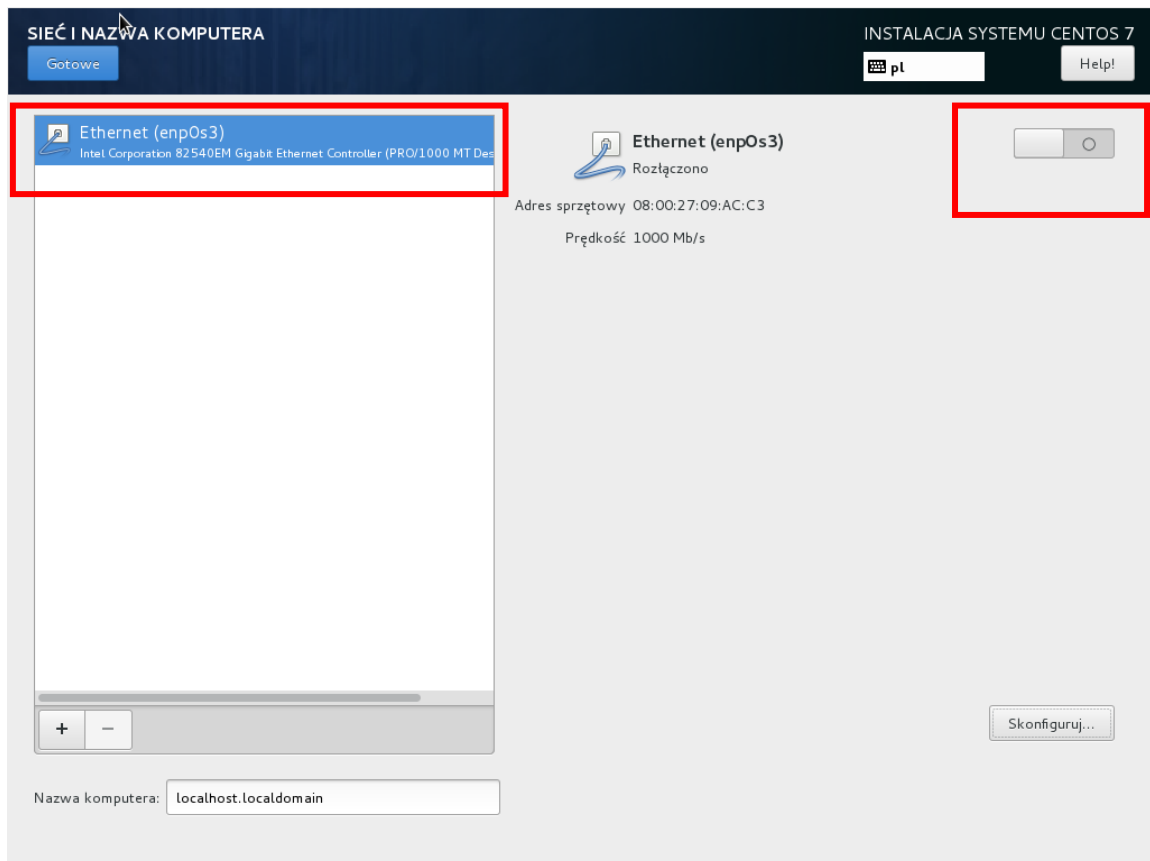 SIEĆ I NAZWA KOMPUTERA
Gotowe
INSTALACJA SYSTEMU CENTOS 7
pl
Help!
Ethernet (enp0s3)
Intel Corporation 82540EM Gigabit Ethernet Controller (PRO/1000 MT Des
Ethernet (enp0s3)
Rozłączono
Adres sprzętowy 08:00:27:09:AC:C3
Prędkość 1000 Mb/s
+ −
Skonfiguruj...
Nazwa komputera: localhost.localdomain